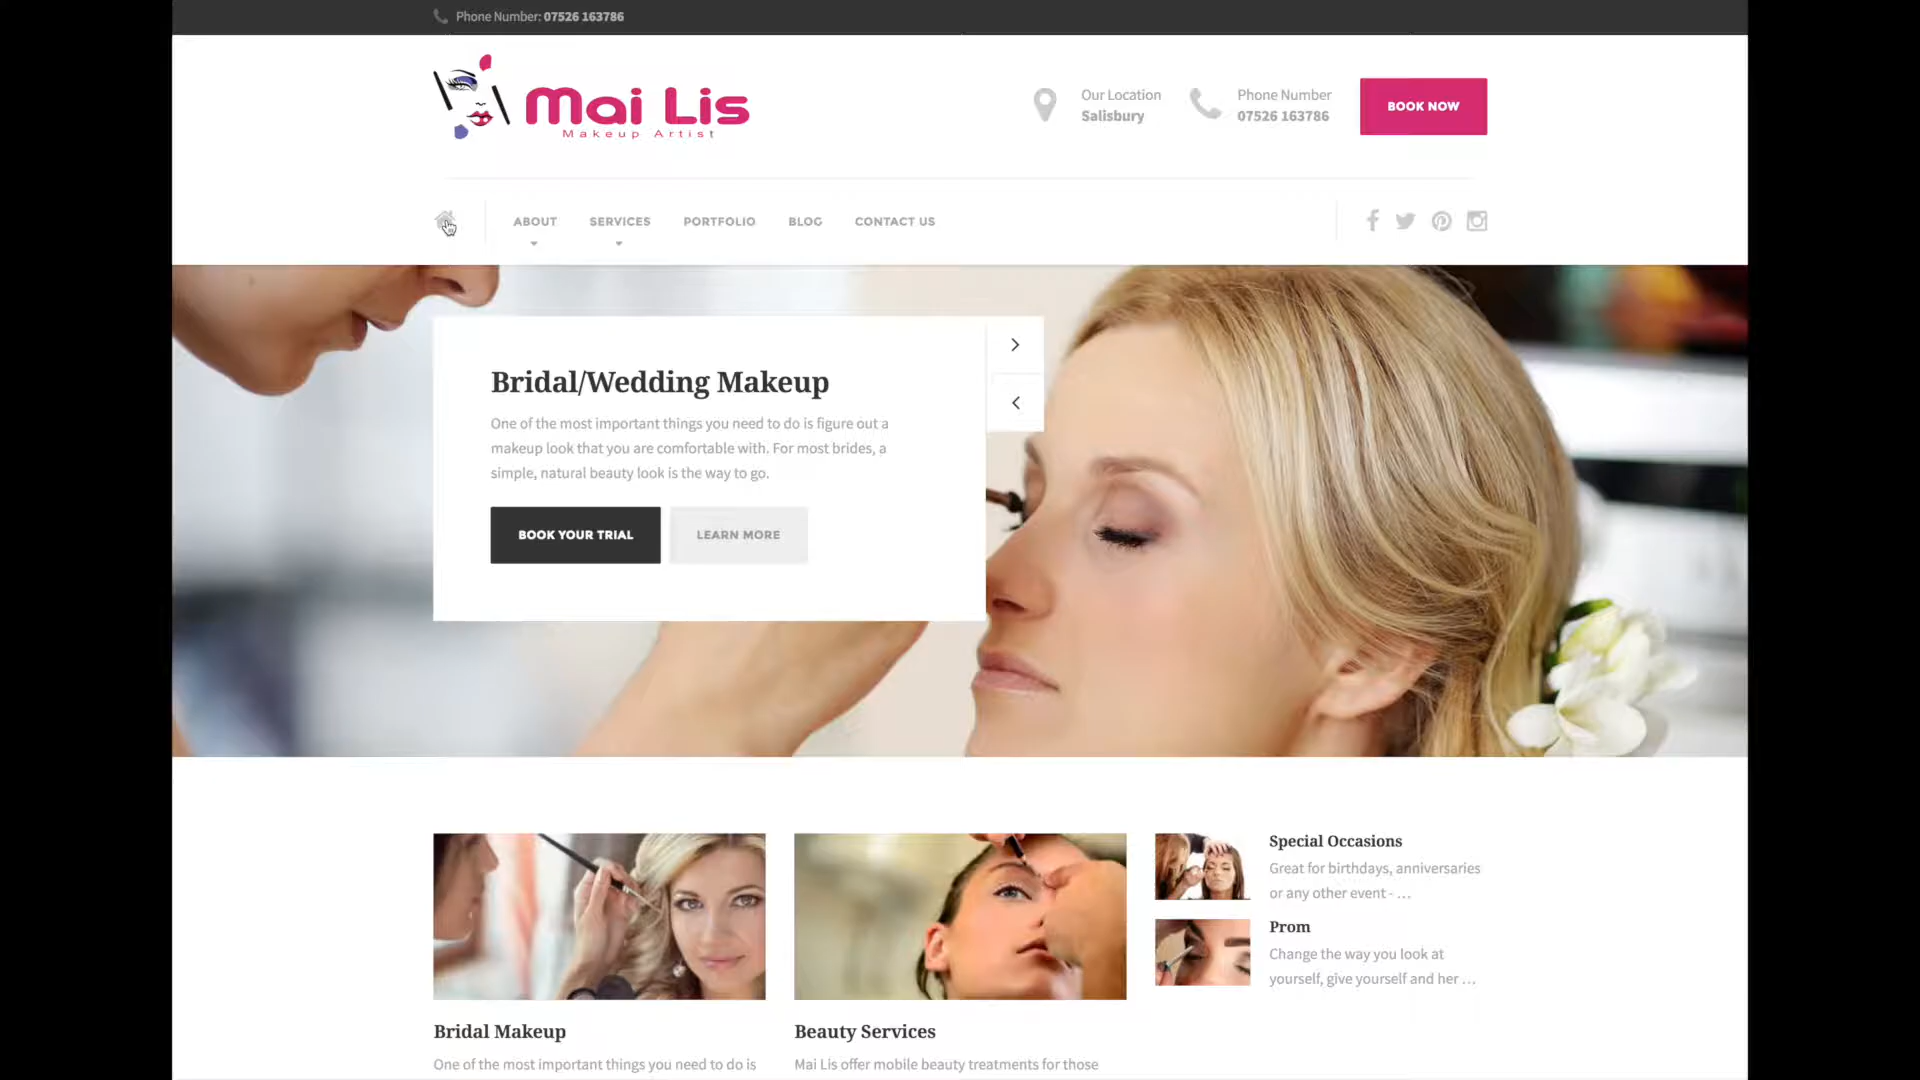 Phone Number: 07526 163786
Mai Lis
Makeup Artist
Our Location
Salisbury
Phone Number
07526 163786
BOOK NOW
ABOUT
SERVICES
PORTFOLIO
BLOG
CONTACT US
Bridal/Wedding Makeup
One of the most important things you need to do is figure out a
makeup look that you are comfortable with. For most brides, a
simple, natural beauty look is the way to go.
BOOK YOUR TRIAL
LEARN MORE
Bridal Makeup
One of the most important things you need to do is
Beauty Services
Mai Lis offer mobile beauty treatments for those
Special Occasions
Great for birthdays, anniversaries
or any other event - …
Prom
Change the way you look at
yourself, give yourself and her …